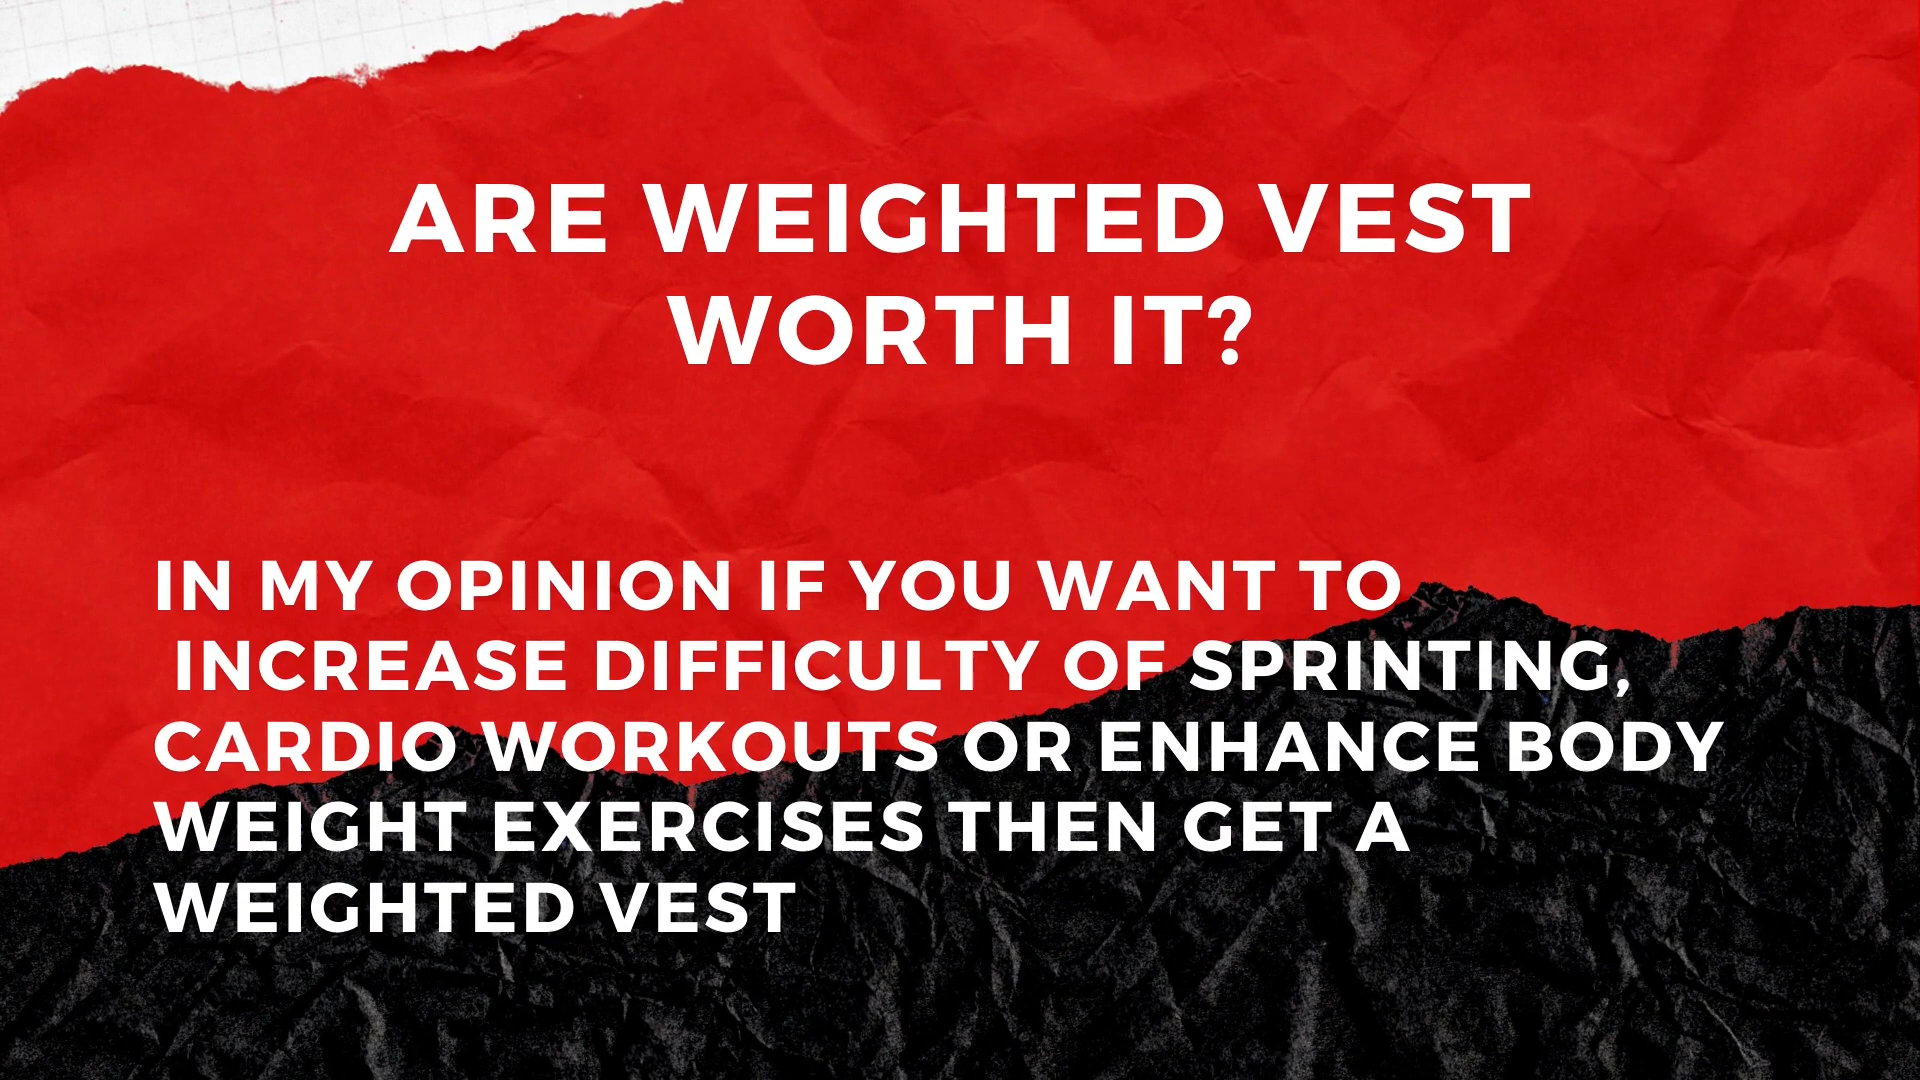 ARE WEIGHTED VEST
WORTH IT?
IN MY OPINION IF YOU WANT TO
INCREASE DIFFICULTY OF SPRINTING,
CARDIO WORKOUTS OR ENHANCE BODY
WEIGHT EXERCISES THEN GET A
WEIGHTED VEST